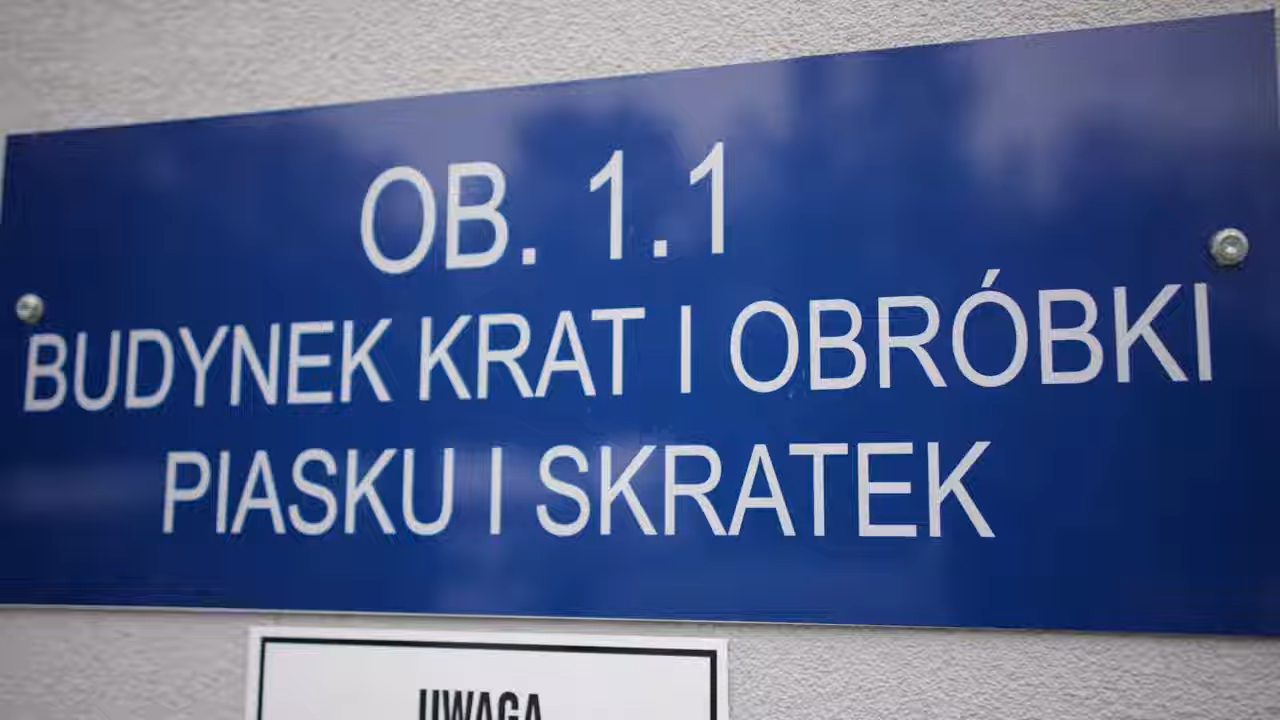 OB. 1.1
BUDYNEK KRAT I OBRÓBKI
PIASKU I SKRATEK
UWAGA